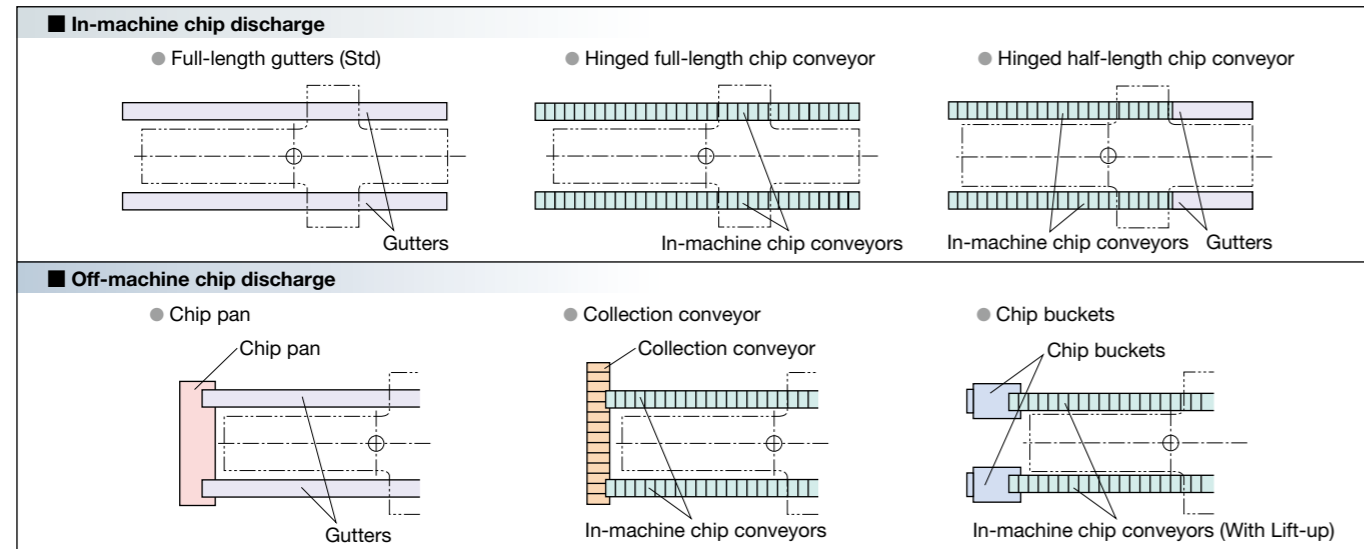 ■ In-machine chip discharge
● Full-length gutters (Std)
● Hinged full-length chip conveyor
● Hinged half-length chip conveyor
Gutters
In-machine chip conveyors
In-machine chip conveyors
Gutters
■ Off-machine chip discharge
● Chip pan
● Collection conveyor
● Chip buckets
Chip pan
Collection conveyor
Chip buckets
Gutters
In-machine chip conveyors
In-machine chip conveyors (With Lift-up)